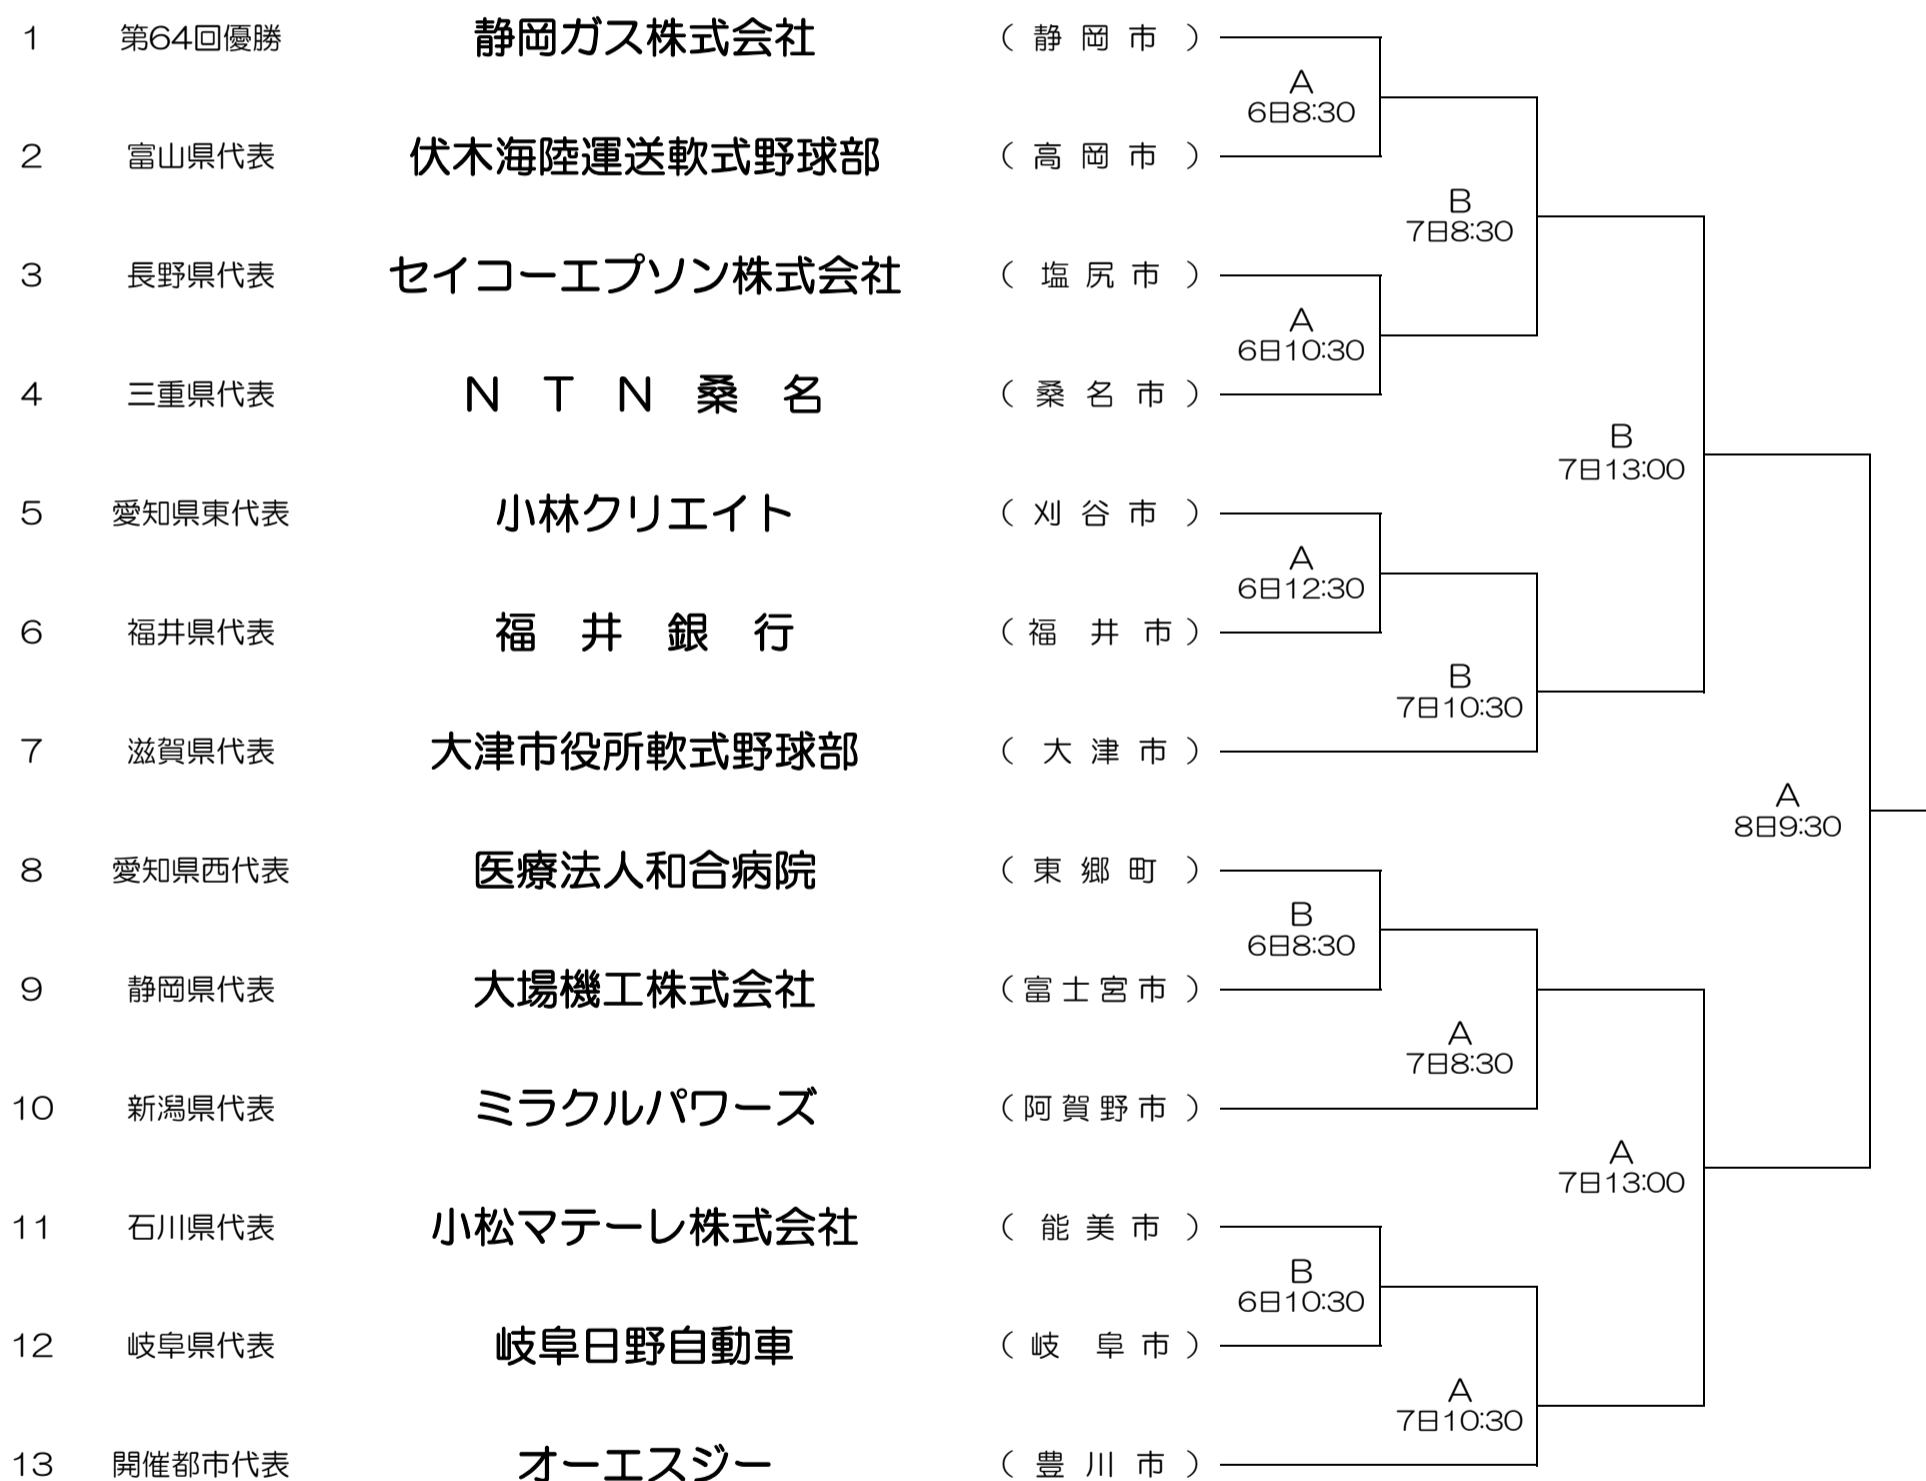 1 第64回優勝 静岡ガス株式会社 (静岡市)
A
6日8:30
2 富山県代表 伏木海陸運送軟式野球部 (高岡市)
B
7日8:30
3 長野県代表 セイコーエプソン株式会社 (塩尻市)
A
6日10:30
4 三重県代表 NTN桑名 (桑名市)
B
7日13:00
5 愛知県東代表 小林クリエイト (刈谷市)
A
6日12:30
6 福井県代表 福井銀行 (福井市)
B
7日10:30
7 滋賀県代表 大津市役所軟式野球部 (大津市)
A
8日9:30
8 愛知県西代表 医療法人和合病院 (東郷町)
B
6日8:30
9 静岡県代表 大場機工株式会社 (富士宮市)
A
7日8:30
10 新潟県代表 ミラクルパワーズ (阿賀野市)
A
7日13:00
11 石川県代表 小松マテーレ株式会社 (能美市)
B
6日10:30
12 岐阜県代表 岐阜日野自動車 (岐阜市)
A
7日10:30
13 開催都市代表 オーエスジー (豊川市)